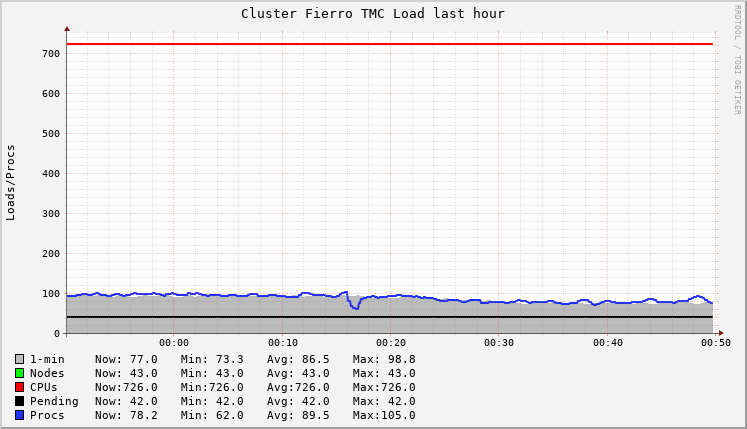 Cluster Fierro TMC Load last hour
RRDTOOL / TOBI OETIKER
Loads/Procs
700
600
500
400
300
200
100
0
00:00 00:10 00:20 00:30 00:40 00:50
1-min Now: 77.0 Min: 73.3 Avg: 86.5 Max: 98.8
Nodes Now: 43.0 Min: 43.0 Avg: 43.0 Max: 43.0
CPUs Now:726.0 Min:726.0 Avg:726.0 Max:726.0
Pending Now: 42.0 Min: 42.0 Avg: 42.0 Max: 42.0
Procs Now: 78.2 Min: 62.0 Avg: 89.5 Max:105.0